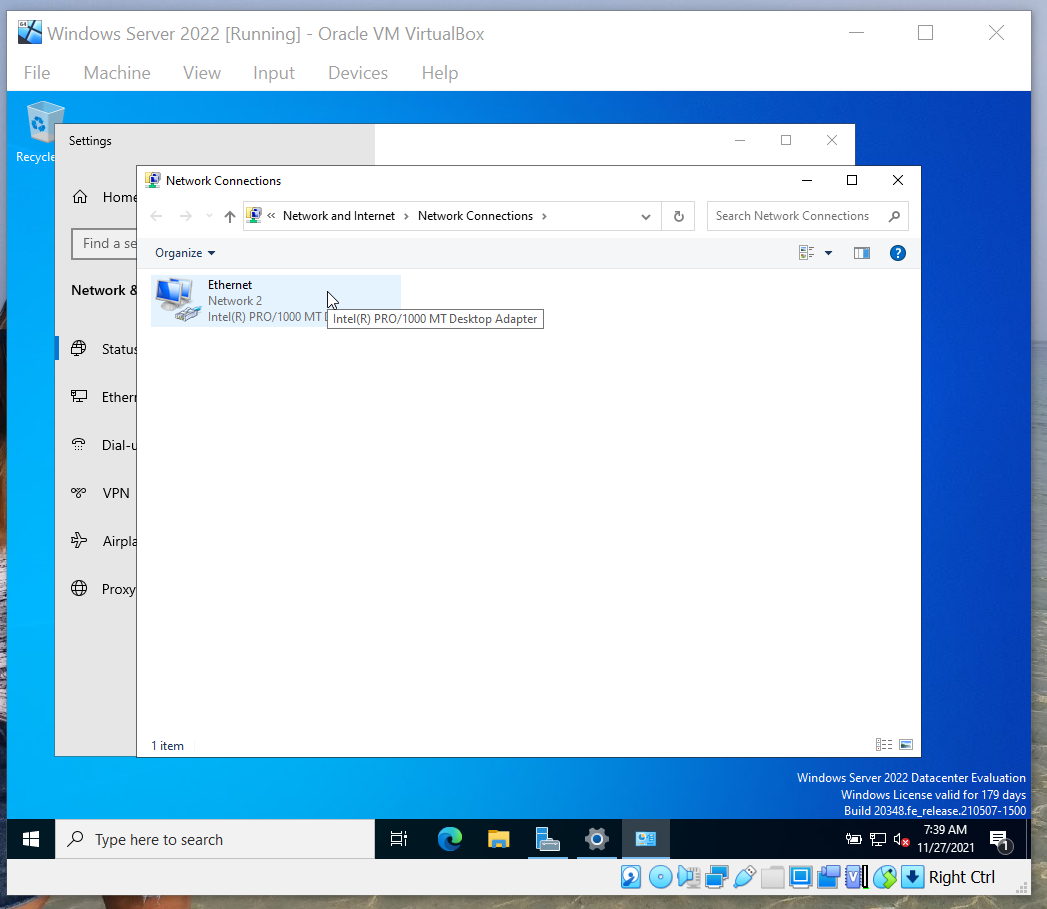 64
Windows Server 2022 [Running] - Oracle VM VirtualBox
File Machine View Input Devices Help
Recycle
Settings
Network Connections
Home
« Network and Internet › Network Connections ›
Search Network Connections
Find a se
Organize
?
Network &
Ethernet
Network 2
Intel(R) PRO/1000 MT D
Intel(R) PRO/1000 MT Desktop Adapter
Status
Ethern
Dial-u
VPN
Airpla
Proxy
1 item
Windows Server 2022 Datacenter Evaluation
Windows License valid for 179 days
Build 20348.fe_release.210507-1500
Type here to search
7:39 AM
11/27/2021
1
V
Right Ctrl